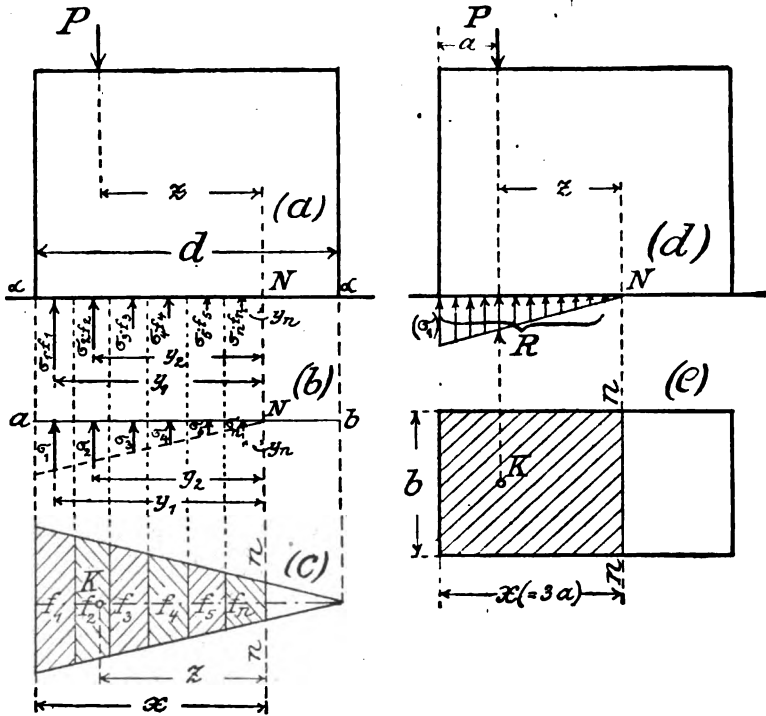 P
z
(a)
d
α
N
α
σ₁f₁
σ₂f₂
σ₃f₃
σ₄f₄
σ₅f₅
σₙfₙ
yₙ
y₂
y₁
(b)
a
N
b
σ₁
σ₂
σ₃
σ₄
σ₅
σₙ
yₙ
y₂
y₁
n
(c)
K
f₁
f₂
f₃
f₄
f₅
fₙ
n
z
x
P
a
z
(d)
N
(σ₁)
R
n
(e)
b
K
n
x(=3a)